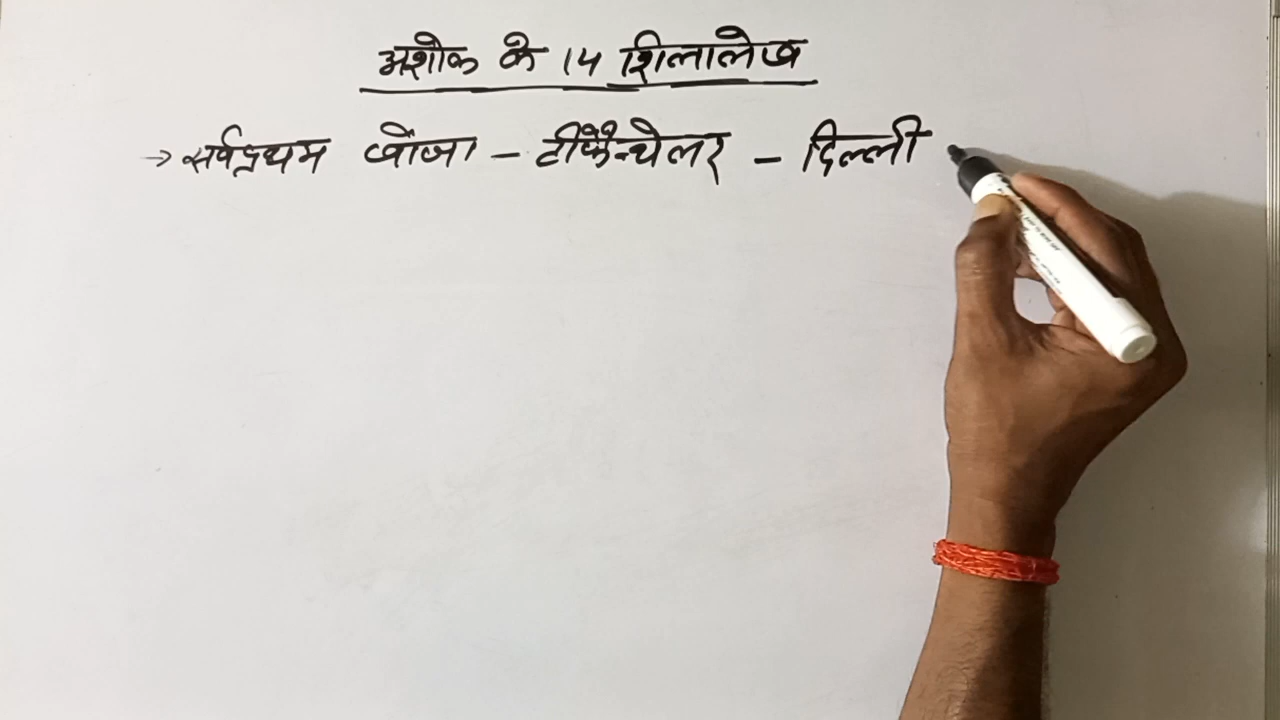 अशोक के 14 शिलालेख
→ सर्वप्रथम खोजा - टीफैन्थेलर - दिल्ली